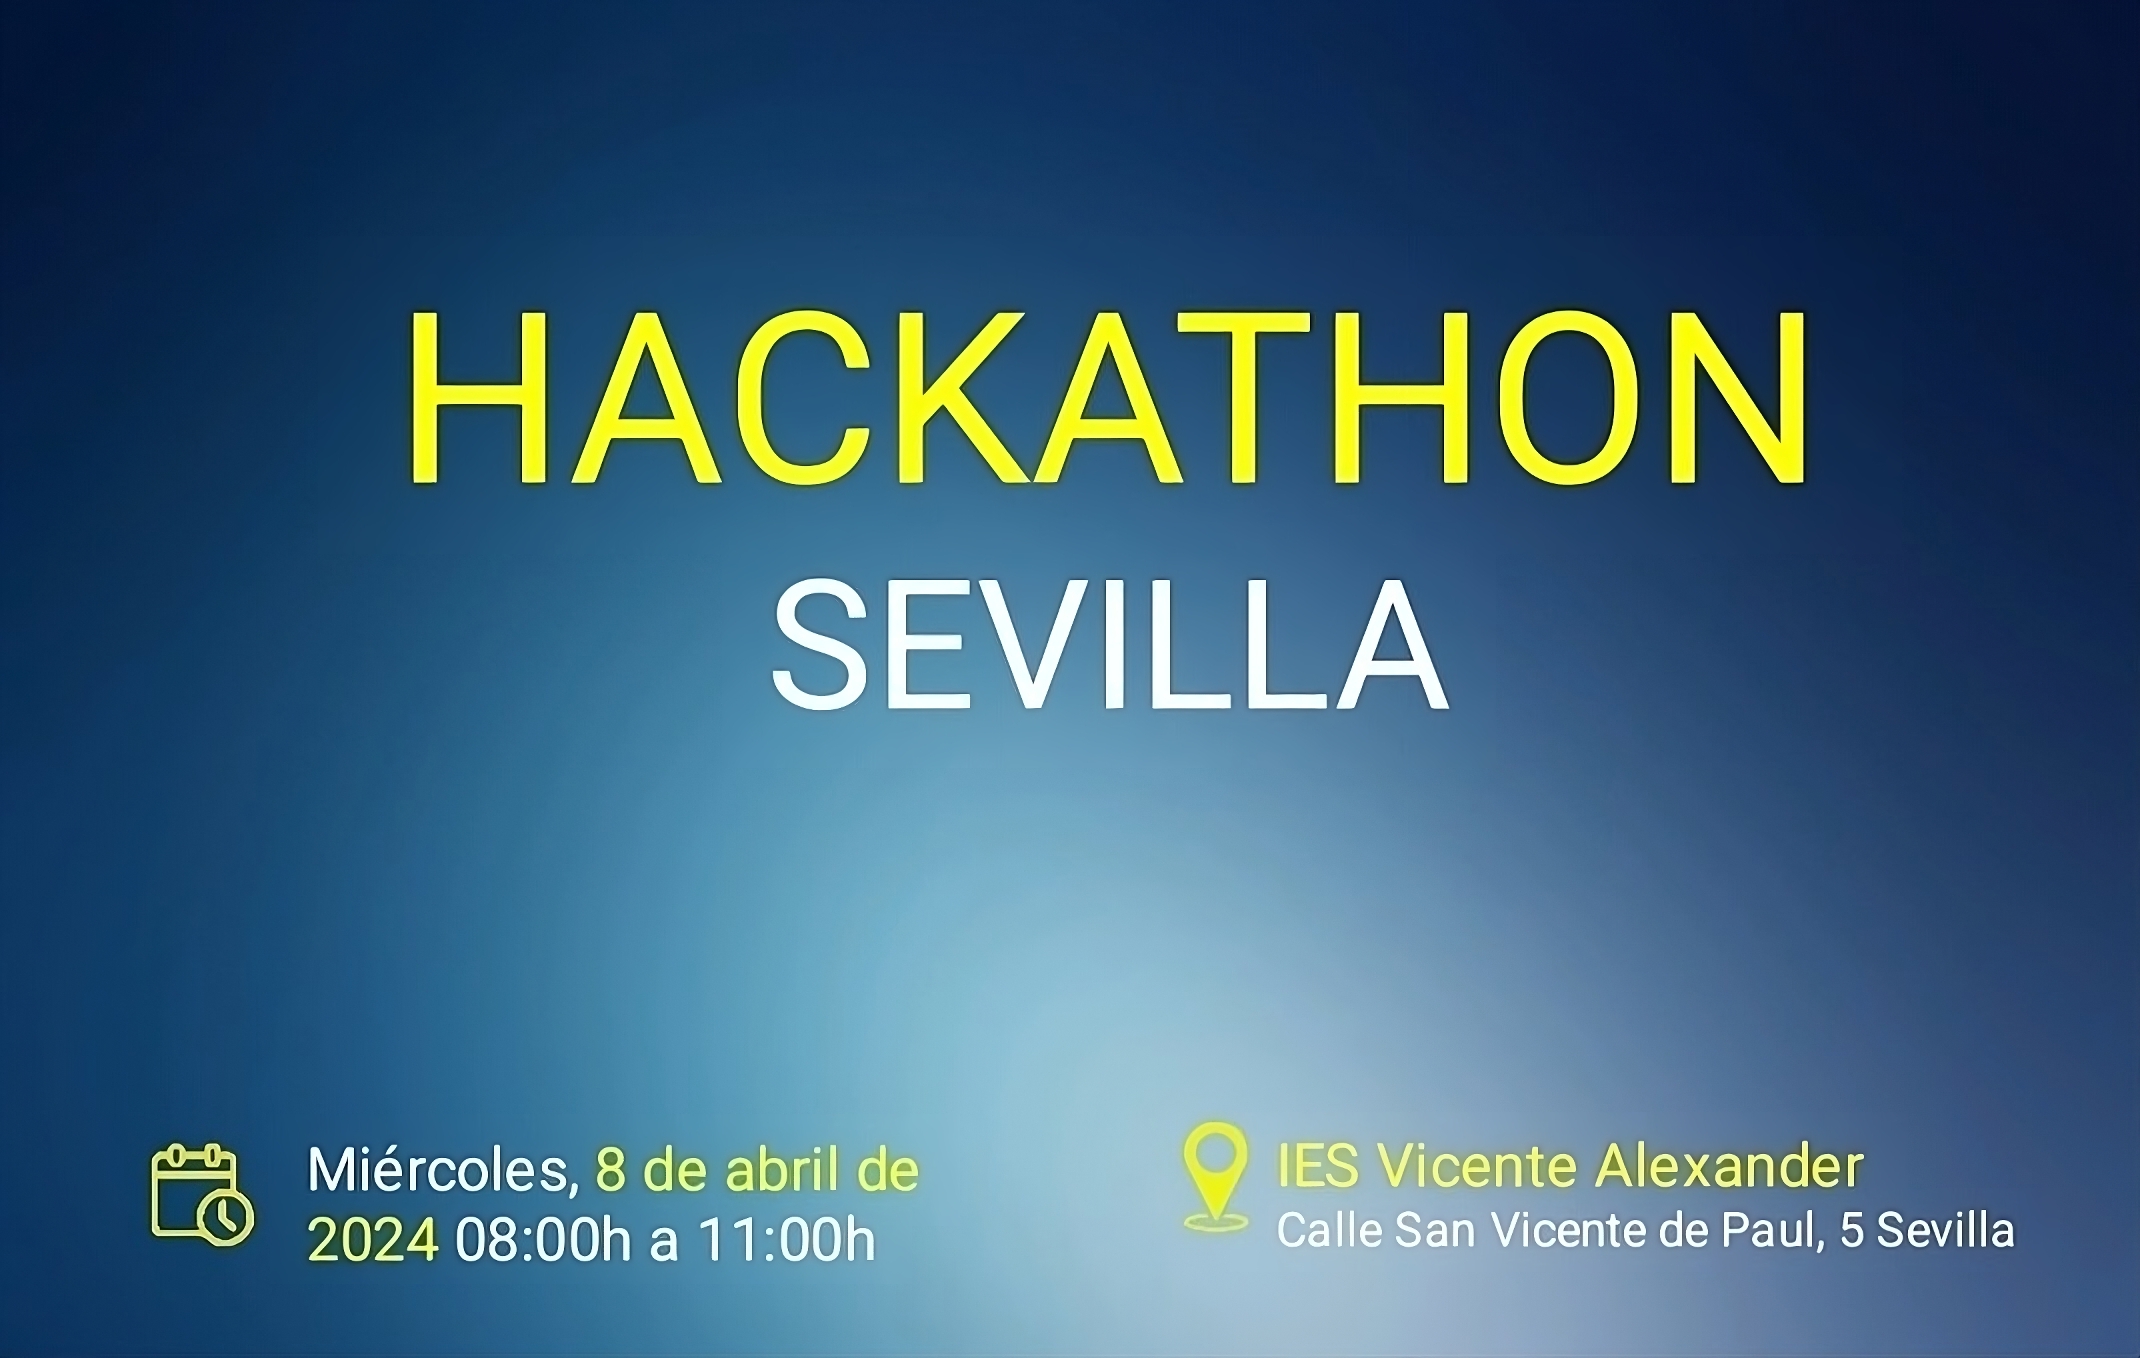 HACKATHON
SEVILLA
Miércoles, 8 de abril de
2024 08:00h a 11:00h
IES Vicente Alexander
Calle San Vicente de Paul, 5 Sevilla